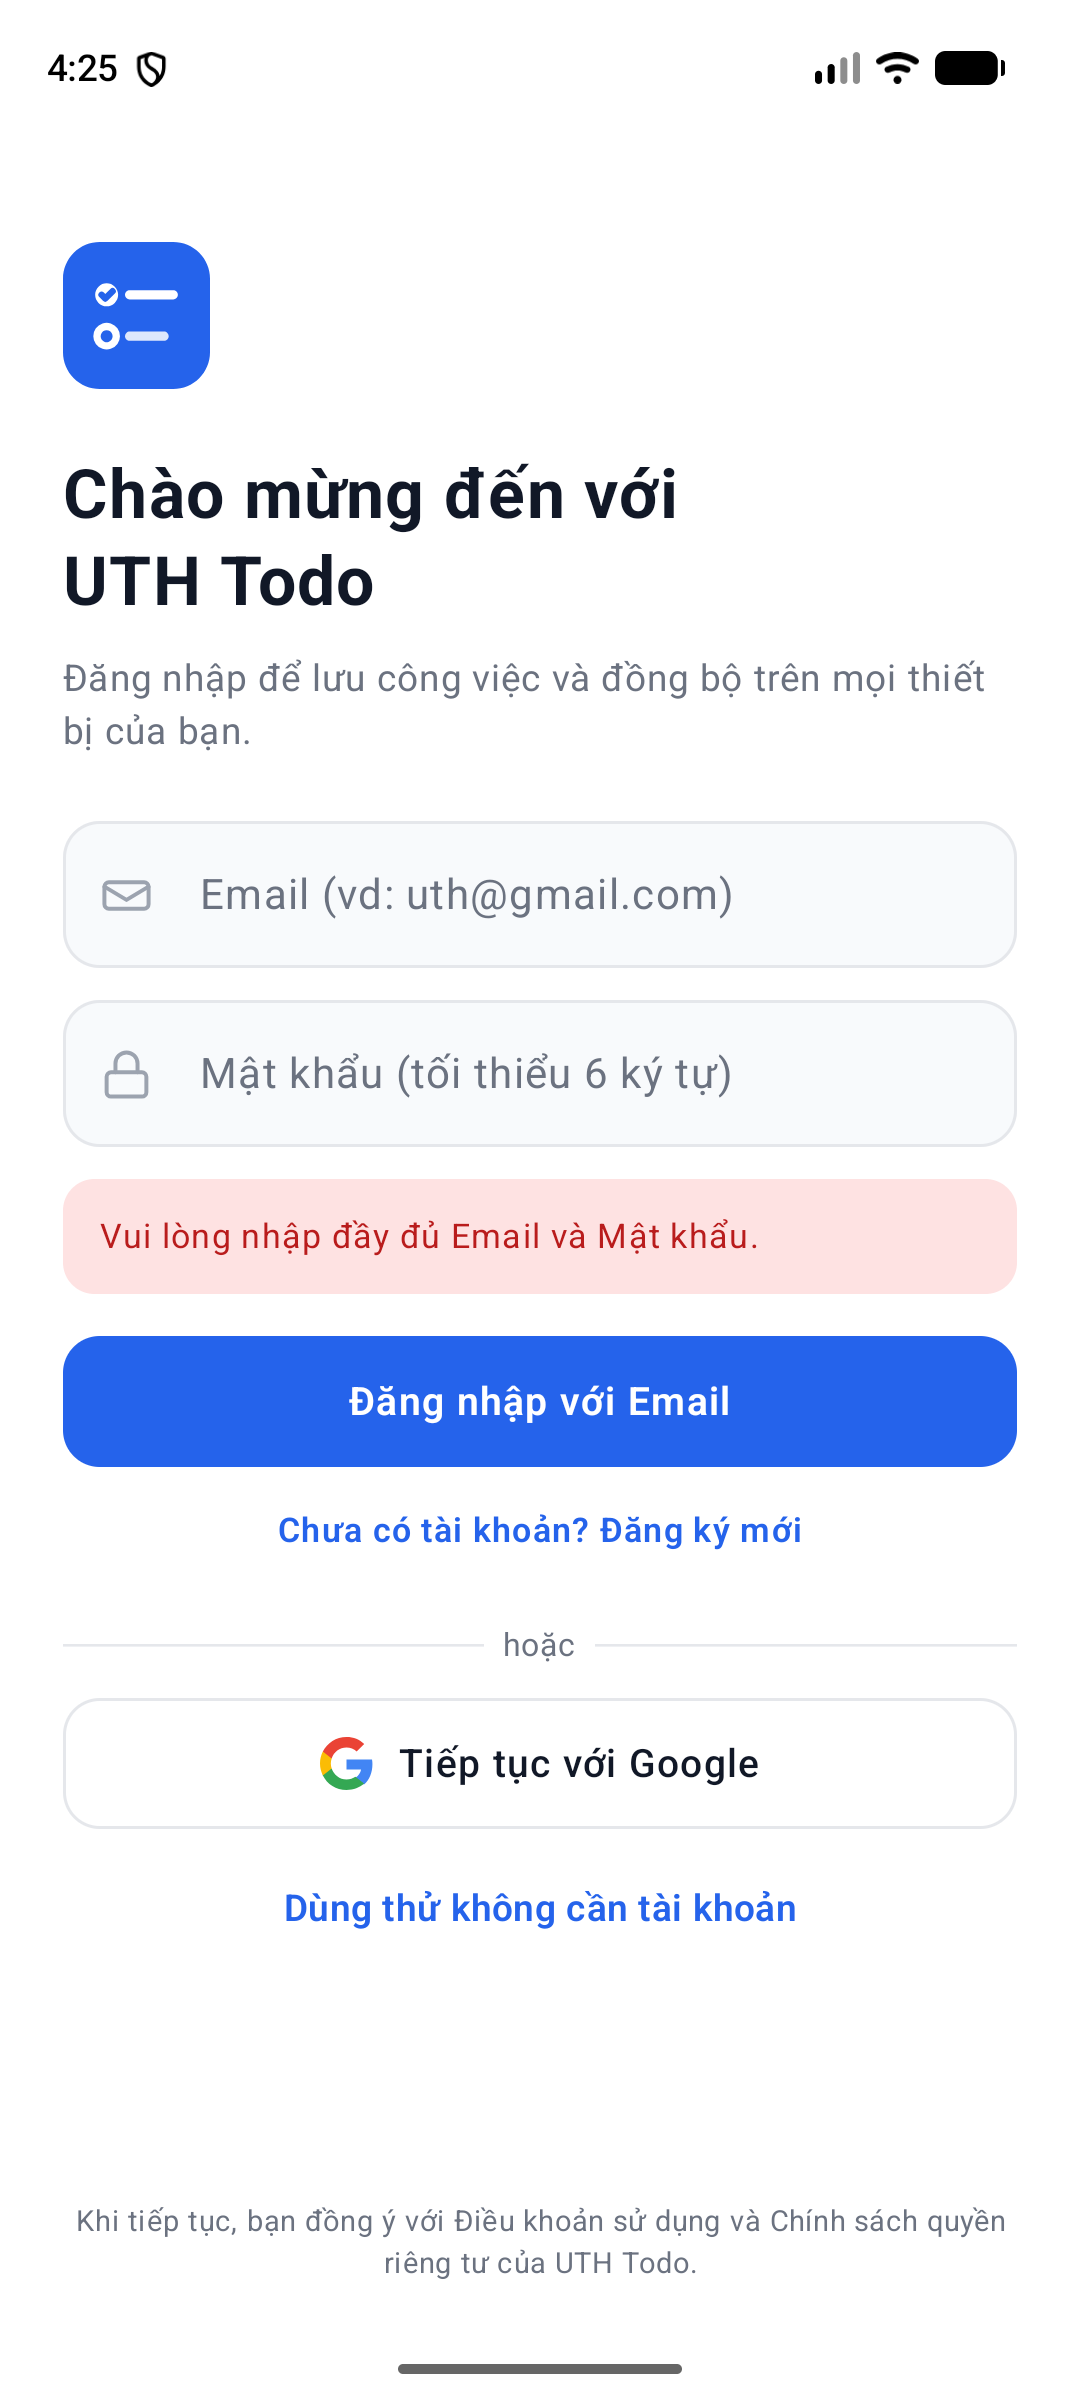 4:25
Chào mừng đến với
UTH Todo
Đăng nhập để lưu công việc và đồng bộ trên mọi thiết
bị của bạn.
Email (vd: uth@gmail.com)
Mật khẩu (tối thiểu 6 ký tự)
Vui lòng nhập đầy đủ Email và Mật khẩu.
Đăng nhập với Email
Chưa có tài khoản? Đăng ký mới
hoặc
Tiếp tục với Google
Dùng thử không cần tài khoản
Khi tiếp tục, bạn đồng ý với Điều khoản sử dụng và Chính sách quyền
riêng tư của UTH Todo.